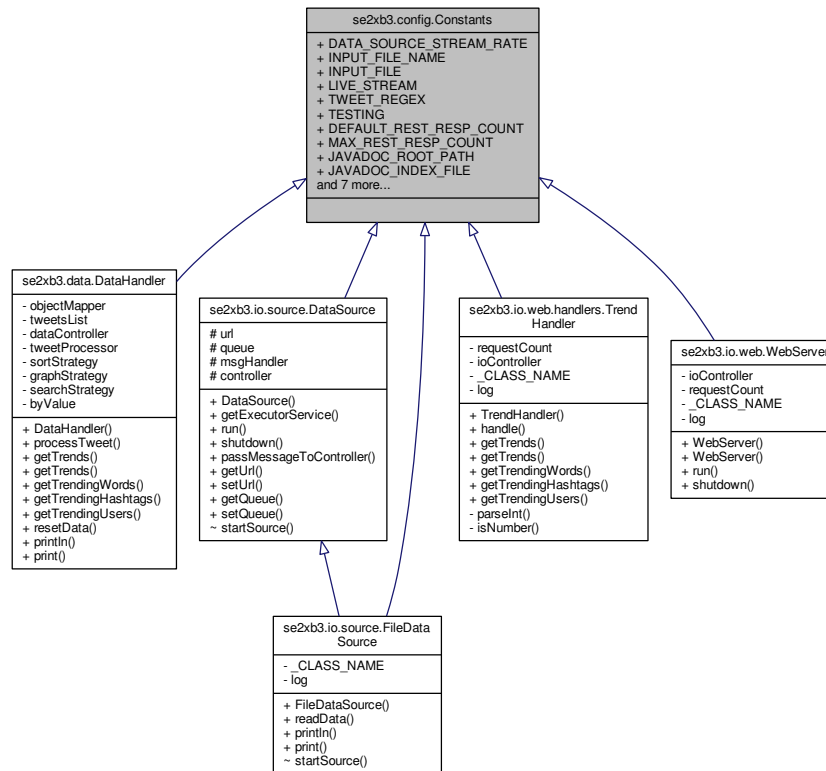 se2xb3.config.Constants
+ DATA_SOURCE_STREAM_RATE
+ INPUT_FILE_NAME
+ INPUT_FILE
+ LIVE_STREAM
+ TWEET_REGEX
+ TESTING
+ DEFAULT_REST_RESP_COUNT
+ MAX_REST_RESP_COUNT
+ JAVADOC_ROOT_PATH
+ JAVADOC_INDEX_FILE
and 7 more...
se2xb3.data.DataHandler
- objectMapper
- tweetsList
- dataController
- tweetProcessor
- sortStrategy
- graphStrategy
- searchStrategy
- byValue
+ DataHandler()
+ processTweet()
+ getTrends()
+ getTrends()
+ getTrendingWords()
+ getTrendingHashtags()
+ getTrendingUsers()
+ resetData()
+ println()
+ print()
se2xb3.io.source.DataSource
# url
# queue
# msgHandler
# controller
+ DataSource()
+ getExecutorService()
+ run()
+ shutdown()
+ passMessageToController()
+ getUrl()
+ setUrl()
+ getQueue()
+ setQueue()
~ startSource()
se2xb3.io.web.handlers.Trend
Handler
- requestCount
- ioController
- _CLASS_NAME
- log
+ TrendHandler()
+ handle()
+ getTrends()
+ getTrends()
+ getTrendingWords()
+ getTrendingHashtags()
+ getTrendingUsers()
- parseInt()
- isNumber()
se2xb3.io.web.WebServer
- ioController
- requestCount
- _CLASS_NAME
- log
+ WebServer()
+ WebServer()
+ run()
+ shutdown()
se2xb3.io.source.FileData
Source
- _CLASS_NAME
- log
+ FileDataSource()
+ readData()
+ println()
+ print()
~ startSource()